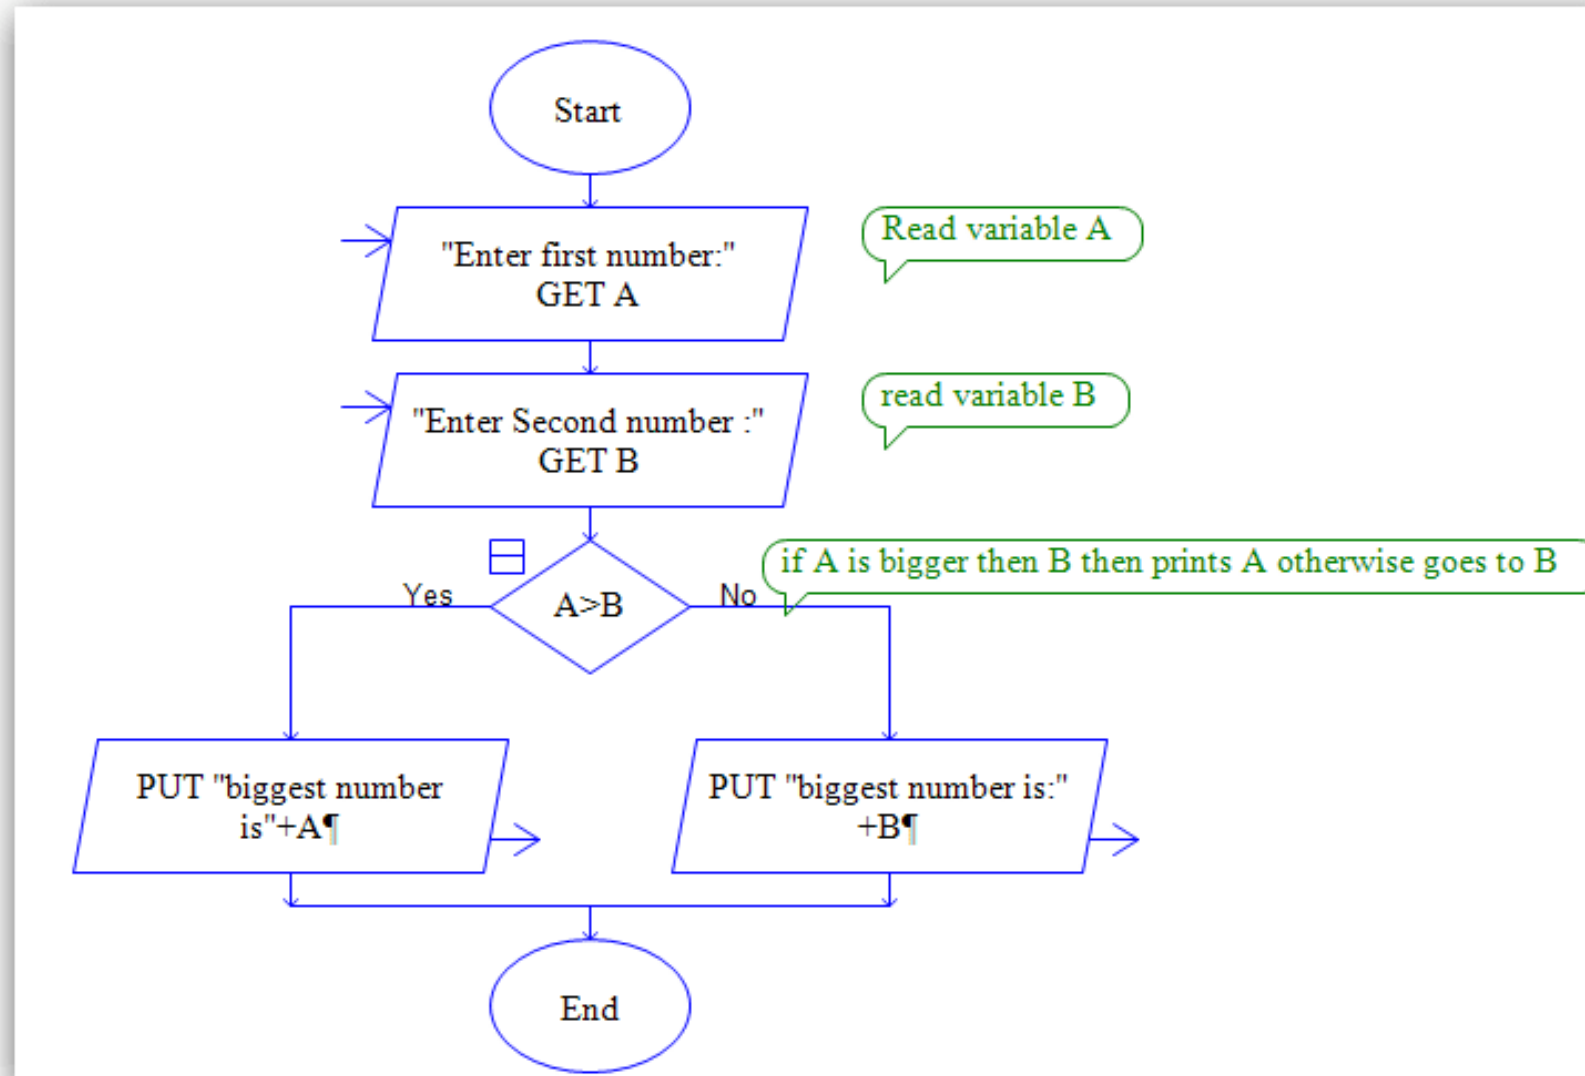 Start
"Enter first number:"
GET A
Read variable A
"Enter Second number :"
GET B
read variable B
if A is bigger then B then prints A otherwise goes to B
Yes
A>B
No
PUT "biggest number
is"+A¶
PUT "biggest number is:"
+B¶
End